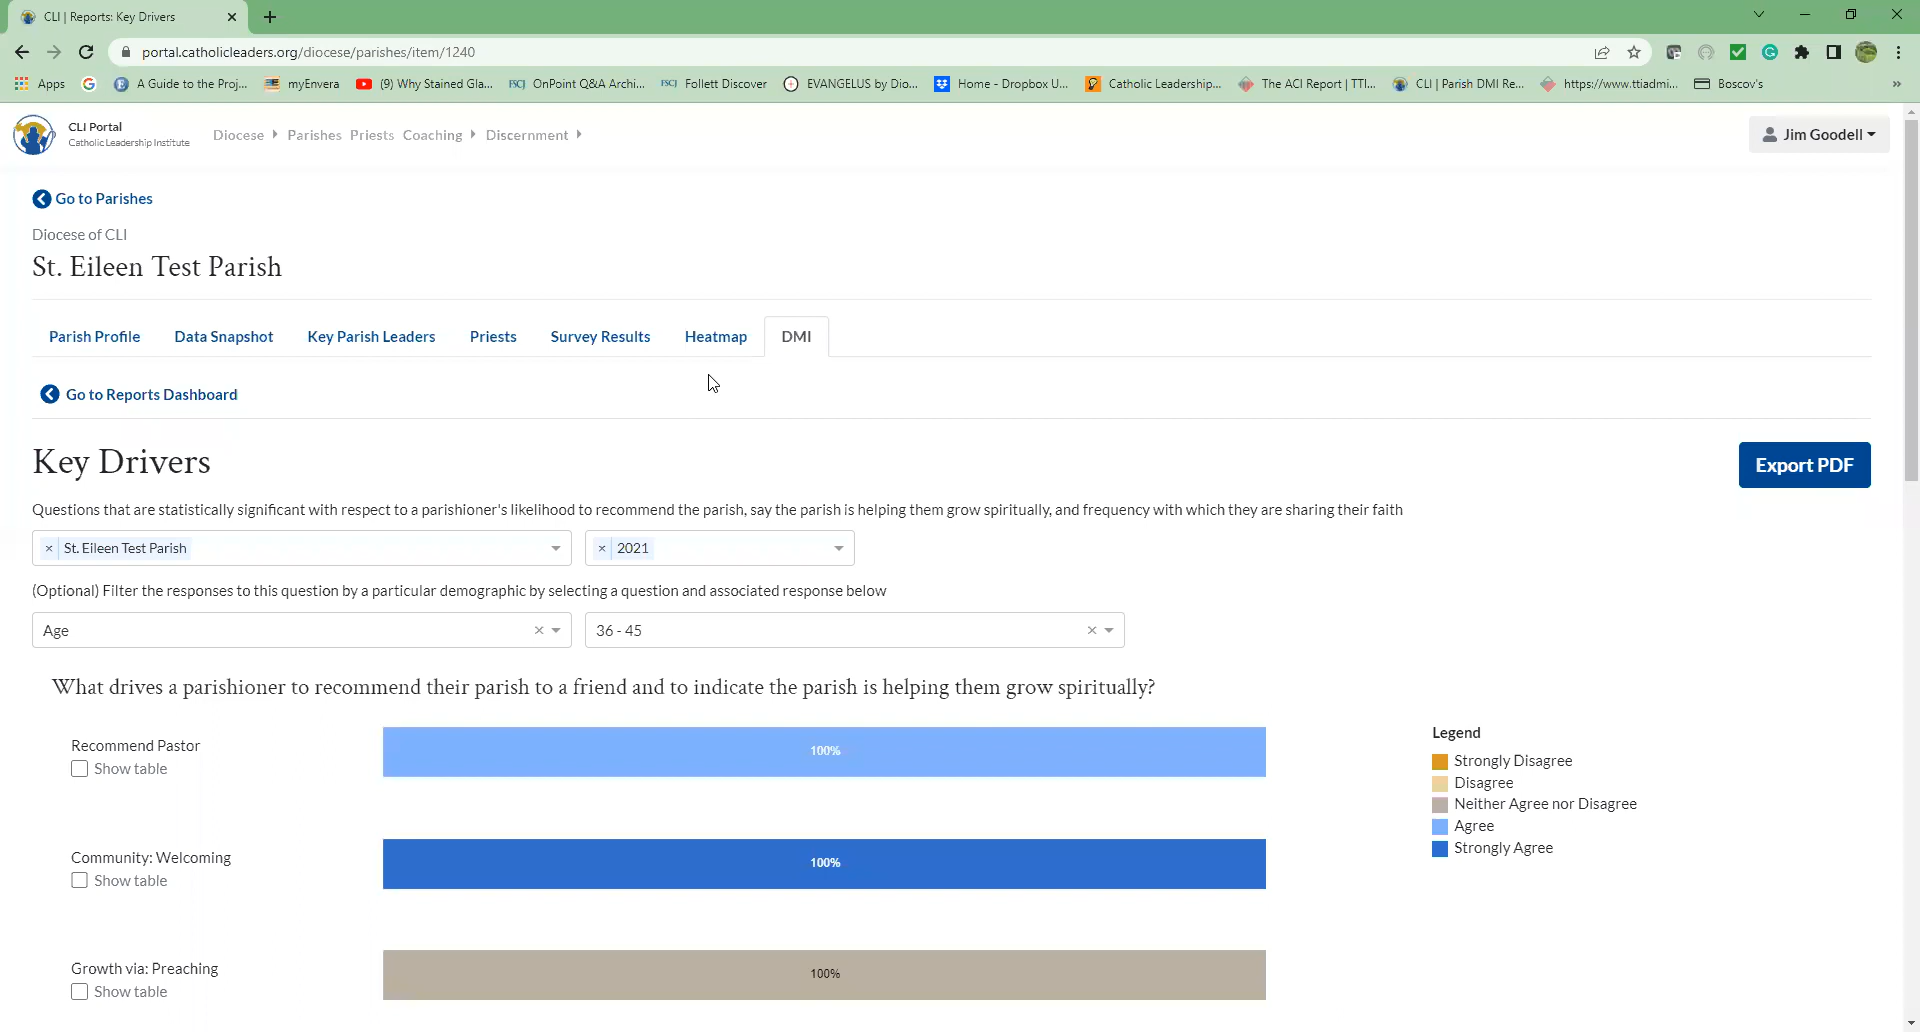 CLI | Reports: Key Drivers
portal.catholicleaders.org/diocese/parishes/item/1240
Apps
A Guide to the Proj...
myEnvera
(9) Why Stained Gla...
FSCJ OnPoint Q&A Archi...
FSCJ Follett Discover
EVANGELUS by Dio...
Home - Dropbox U...
Catholic Leadership...
The ACI Report | TTI...
CLI | Parish DMI Re...
https://www.ttiadmi...
Boscov's
»
CLI Portal
Catholic Leadership Institute
Diocese
Parishes
Priests
Coaching
Discernment
Jim Goodell
Go to Parishes
Diocese of CLI
St. Eileen Test Parish
Parish Profile
Data Snapshot
Key Parish Leaders
Priests
Survey Results
Heatmap
DMI
Go to Reports Dashboard
Key Drivers
Export PDF
Questions that are statistically significant with respect to a parishioner's likelihood to recommend the parish, say the parish is helping them grow spiritually, and frequency with which they are sharing their faith
× St. Eileen Test Parish
× 2021
(Optional) Filter the responses to this question by a particular demographic by selecting a question and associated response below
Age ×
36 - 45 ×
What drives a parishioner to recommend their parish to a friend and to indicate the parish is helping them grow spiritually?
Recommend Pastor
Show table
100%
Community: Welcoming
Show table
100%
Growth via: Preaching
Show table
100%
Legend
Strongly Disagree
Disagree
Neither Agree nor Disagree
Agree
Strongly Agree